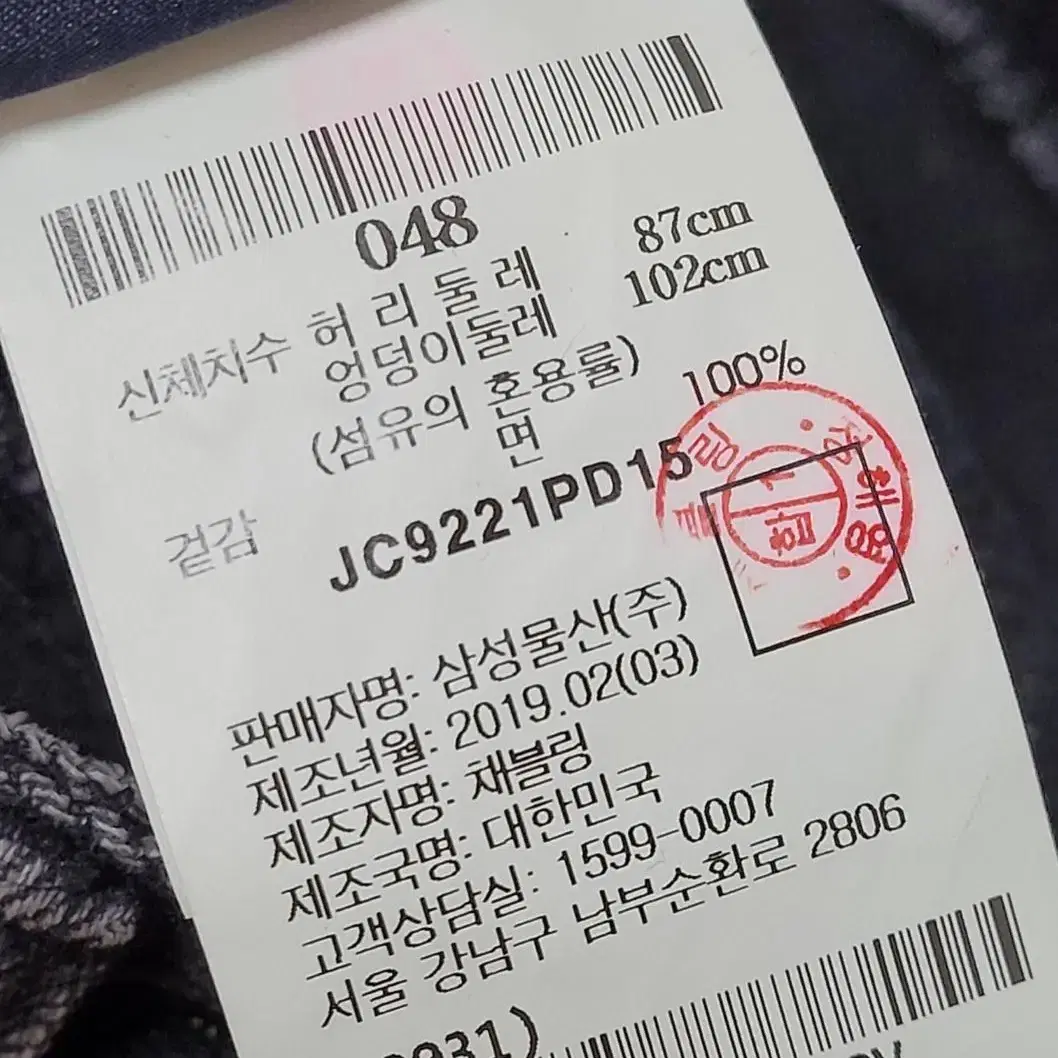 048
신체치수 허리둘레 87cm
엉덩이둘레 102cm
(섬유의 혼용률)
겉감 면 100%
JC9221PD15
합
판매자명: 삼성물산(주)
제조년월: 2019.02(03)
제조자명: 채블링
제조국명: 대한민국
고객상담실: 1599-0007
서울 강남구 남부순환로 2806